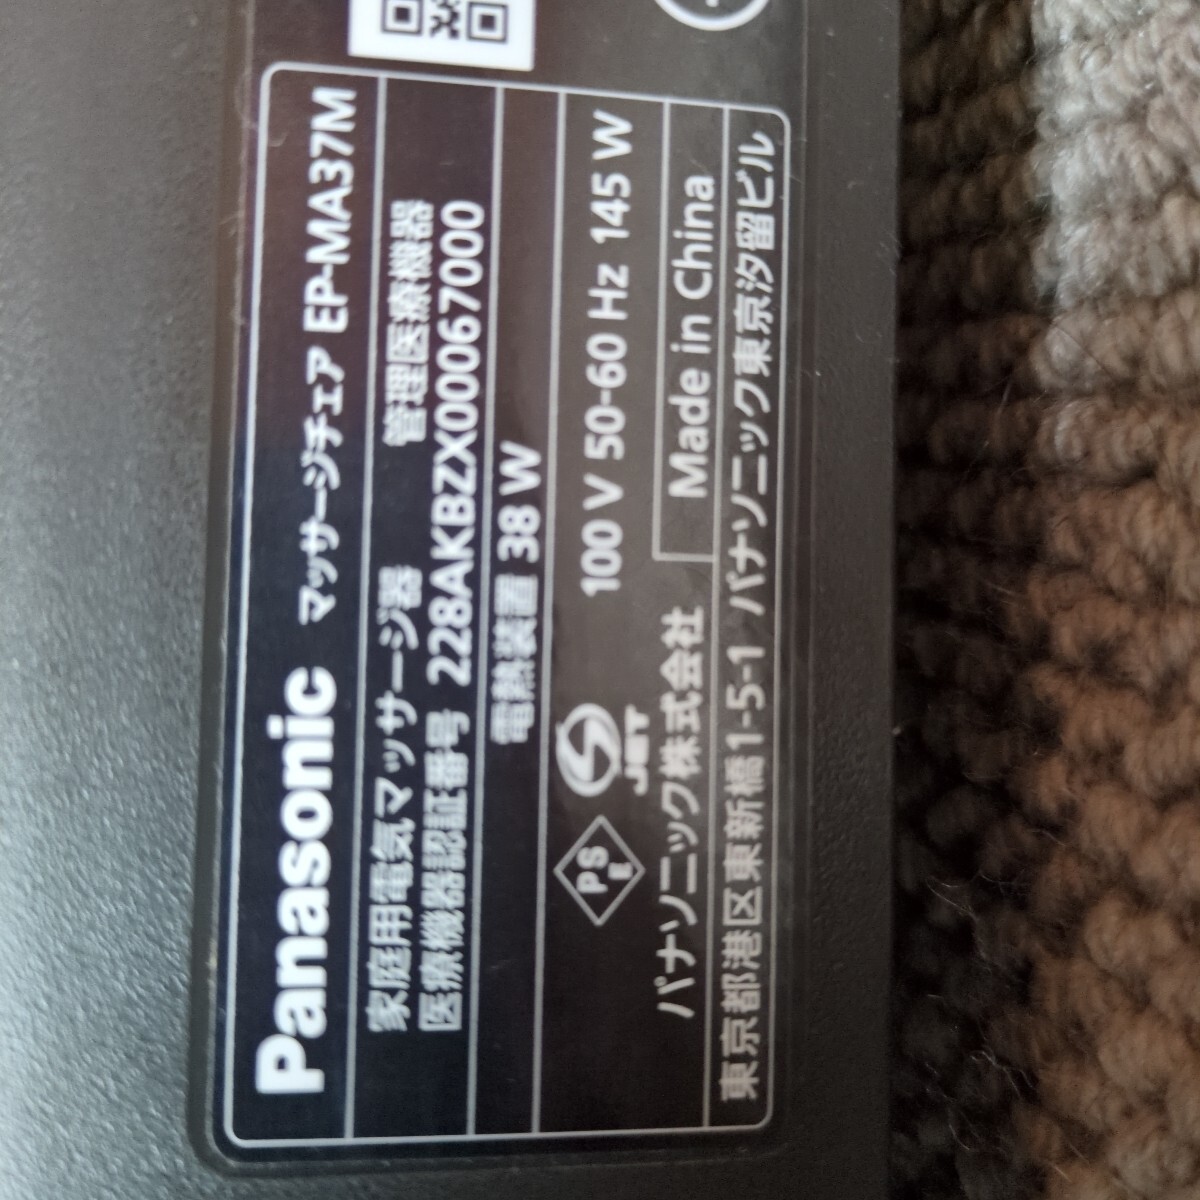 Panasonic マッサージチェア EP-MA37M
家庭用電気マッサージ器 管理医療機器
医療機器認証番号 228AKBZX00067000
電熱装置 38 W
PSE JET 100 V 50-60 Hz 145 W
パナソニック株式会社 Made in China
東京都港区東新橋1-5-1 パナソニック東京汐留ビル